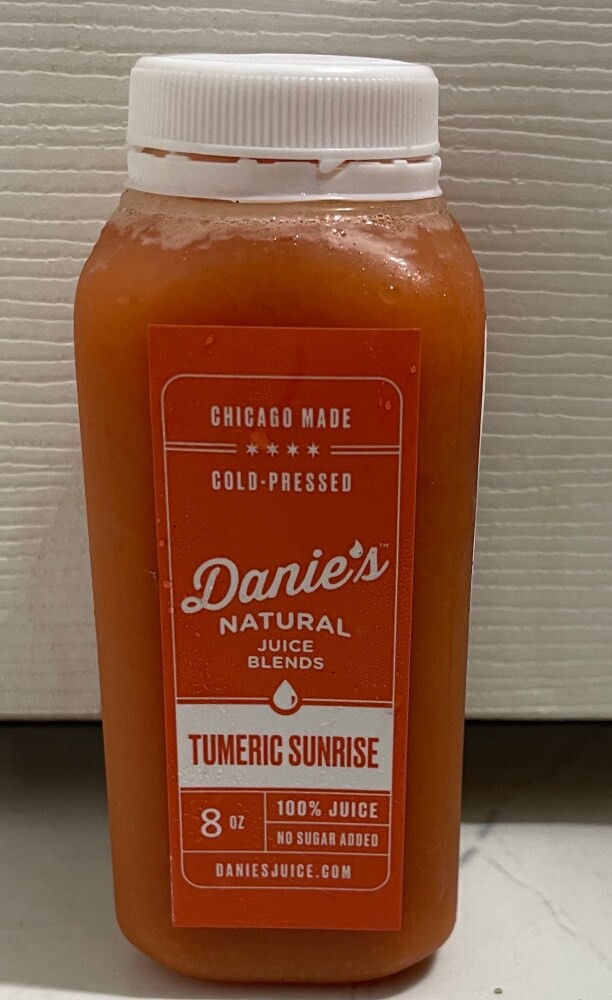 CHICAGO MADE
COLD-PRESSED
Danie's™
NATURAL
JUICE
BLENDS
TUMERIC SUNRISE
8 OZ
100% JUICE
NO SUGAR ADDED
DANIESJUICE.COM